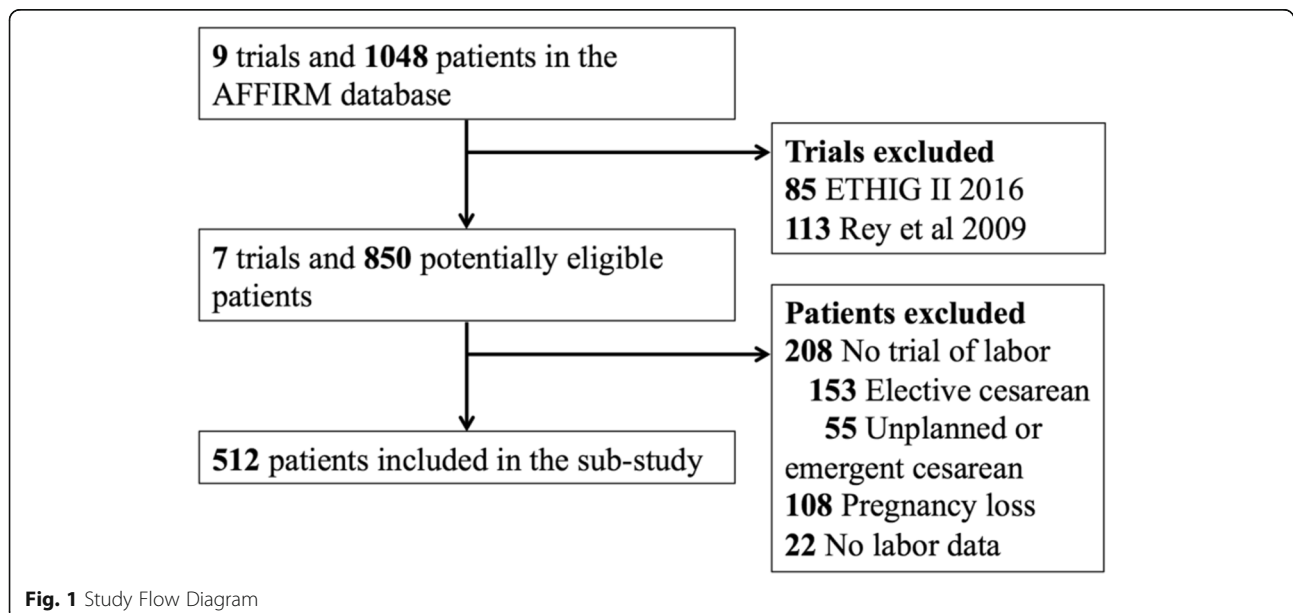 9 trials and 1048 patients in the
AFFIRM database
Trials excluded
85 ETHIG II 2016
113 Rey et al 2009
7 trials and 850 potentially eligible
patients
Patients excluded
208 No trial of labor
153 Elective cesarean
55 Unplanned or
emergent cesarean
108 Pregnancy loss
22 No labor data
512 patients included in the sub-study
Fig. 1 Study Flow Diagram